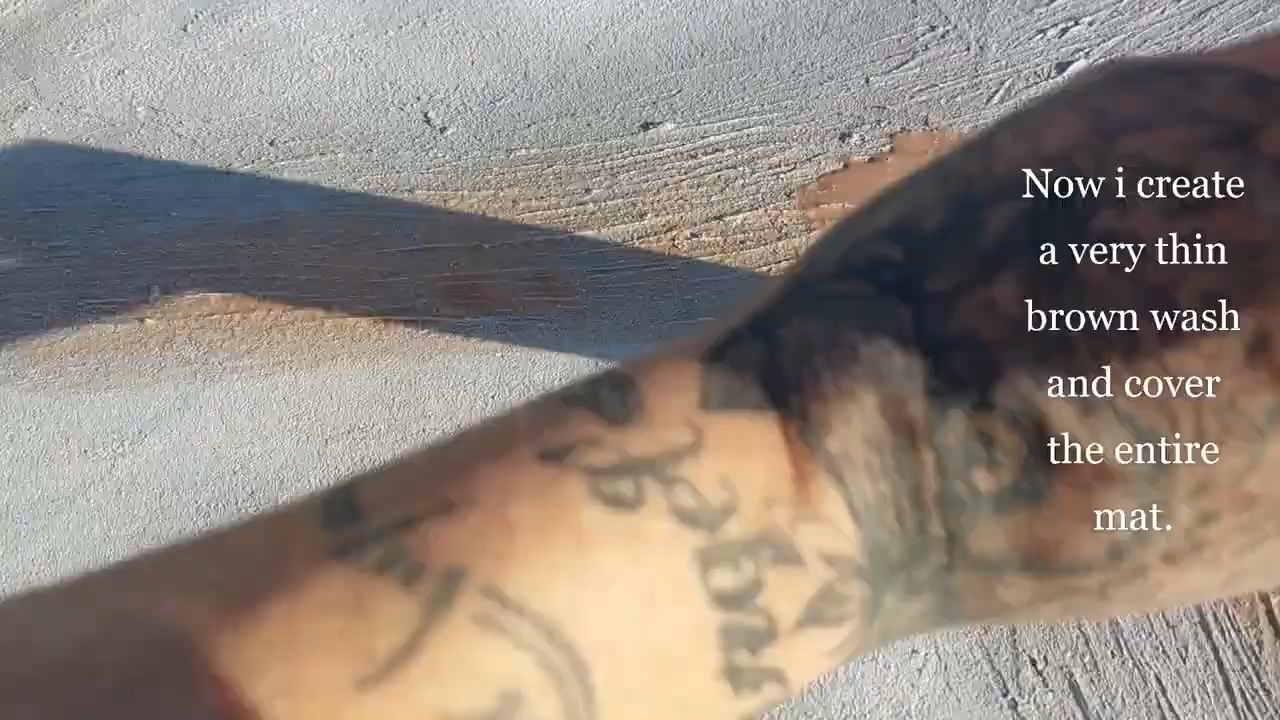 Now i create
a very thin
brown wash
and cover
the entire
mat.